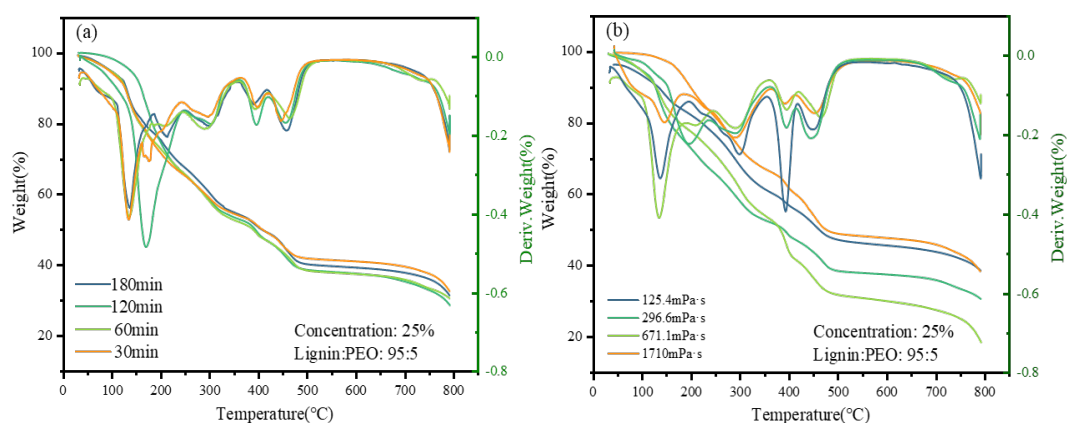 (a)
100
80
60
40
20
0.0
-0.2
-0.4
-0.6
-0.8
0 100 200 300 400 500 600 700 800
Weight(%)
Deriv.Weight(%)
Temperature(℃)
180min
120min
60min
30min
Concentration: 25%
Lignin:PEO: 95:5
(b)
100
80
60
40
20
0.0
-0.2
-0.4
-0.6
-0.8
0 100 200 300 400 500 600 700 800
Weight(%)
Deriv.Weight(%)
Temperature(℃)
125.4mPa·s
296.6mPa·s
671.1mPa·s
1710mPa·s
Concentration: 25%
Lignin:PEO: 95:5